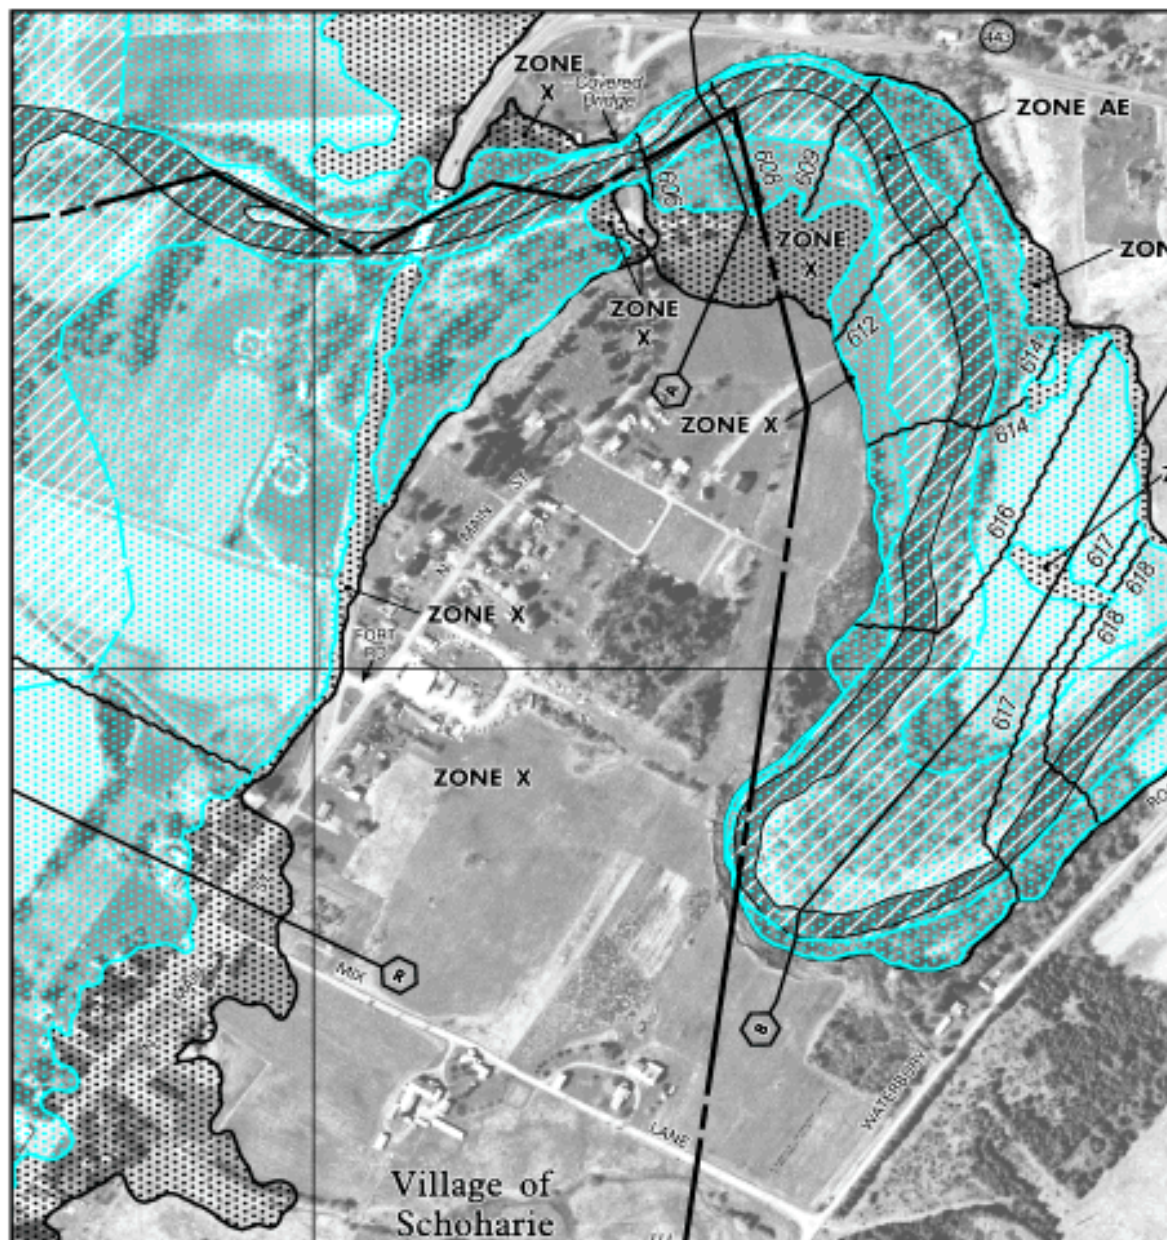 443
ZONE
X
Covered
Bridge
ZONE AE
606
608
609
ZONE
X
ZONE
X
612
614
614
A
ZONE X
616
617
618
N MAIN ST
ZONE X
FORT
RD
618
617
ZONE X
R
MIX
LANE
B
WATERBURY
Village of
Schoharie